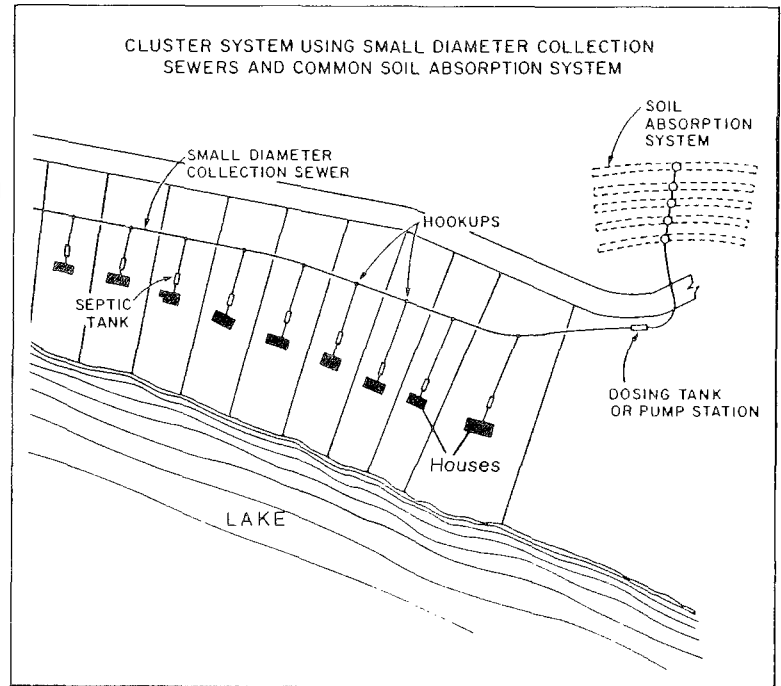 CLUSTER SYSTEM USING SMALL DIAMETER COLLECTION
SEWERS AND COMMON SOIL ABSORPTION SYSTEM
SOIL
ABSORPTION
SYSTEM
SMALL DIAMETER
COLLECTION SEWER
HOOKUPS
SEPTIC
TANK
DOSING TANK
OR PUMP STATION
Houses
LAKE